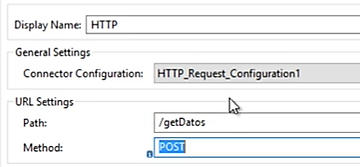 Display Name: HTTP
General Settings
Connector Configuration: HTTP_Request_Configuration1
URL Settings
Path: /getDatos
Method: POST